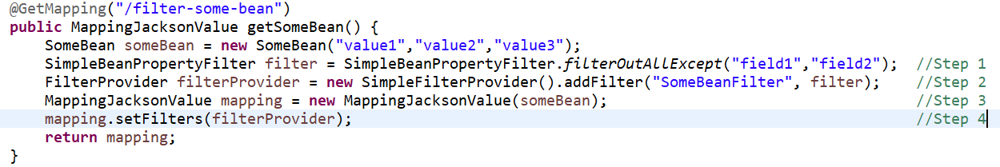 @GetMapping("/filter-some-bean")
public MappingJacksonValue getSomeBean() {
    SomeBean someBean = new SomeBean("value1","value2","value3");
    SimpleBeanPropertyFilter filter = SimpleBeanPropertyFilter.filterOutAllExcept("field1","field2");  //Step 1
    FilterProvider filterProvider = new SimpleFilterProvider().addFilter("SomeBeanFilter", filter);    //Step 2
    MappingJacksonValue mapping = new MappingJacksonValue(someBean);                                   //Step 3
    mapping.setFilters(filterProvider);                                                                //Step 4
    return mapping;
}